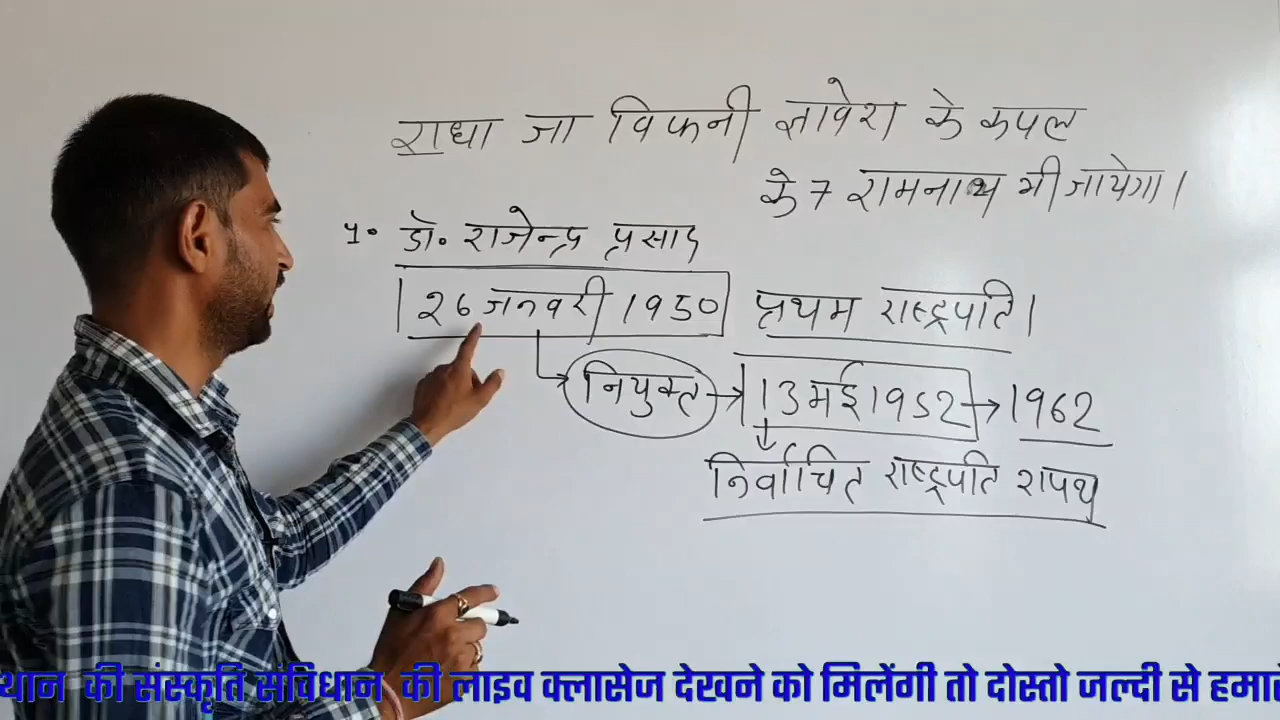 राधा जा विफनी ज्ञावेरा के कपल
के 7 रामनाथ भी जायेगा।
1. डॉ. राजेन्द्र प्रसाद
26 जनवरी 1950 प्रथम राष्ट्रपति।
नियुक्त → 13 मई 1952 → 1962
निर्वाचित राष्ट्रपति शपथ
थान की संस्कृति संविधान की लाइव क्लासेज देखने को मिलेंगी तो दोस्तो जल्दी से हमारे